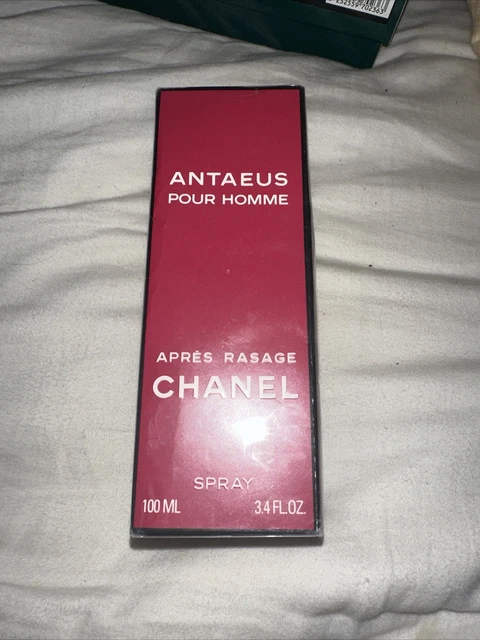 ANTAEUS
POUR HOMME
APRÈS RASAGE
CHANEL
SPRAY
100 ML 3.4 FL.OZ.